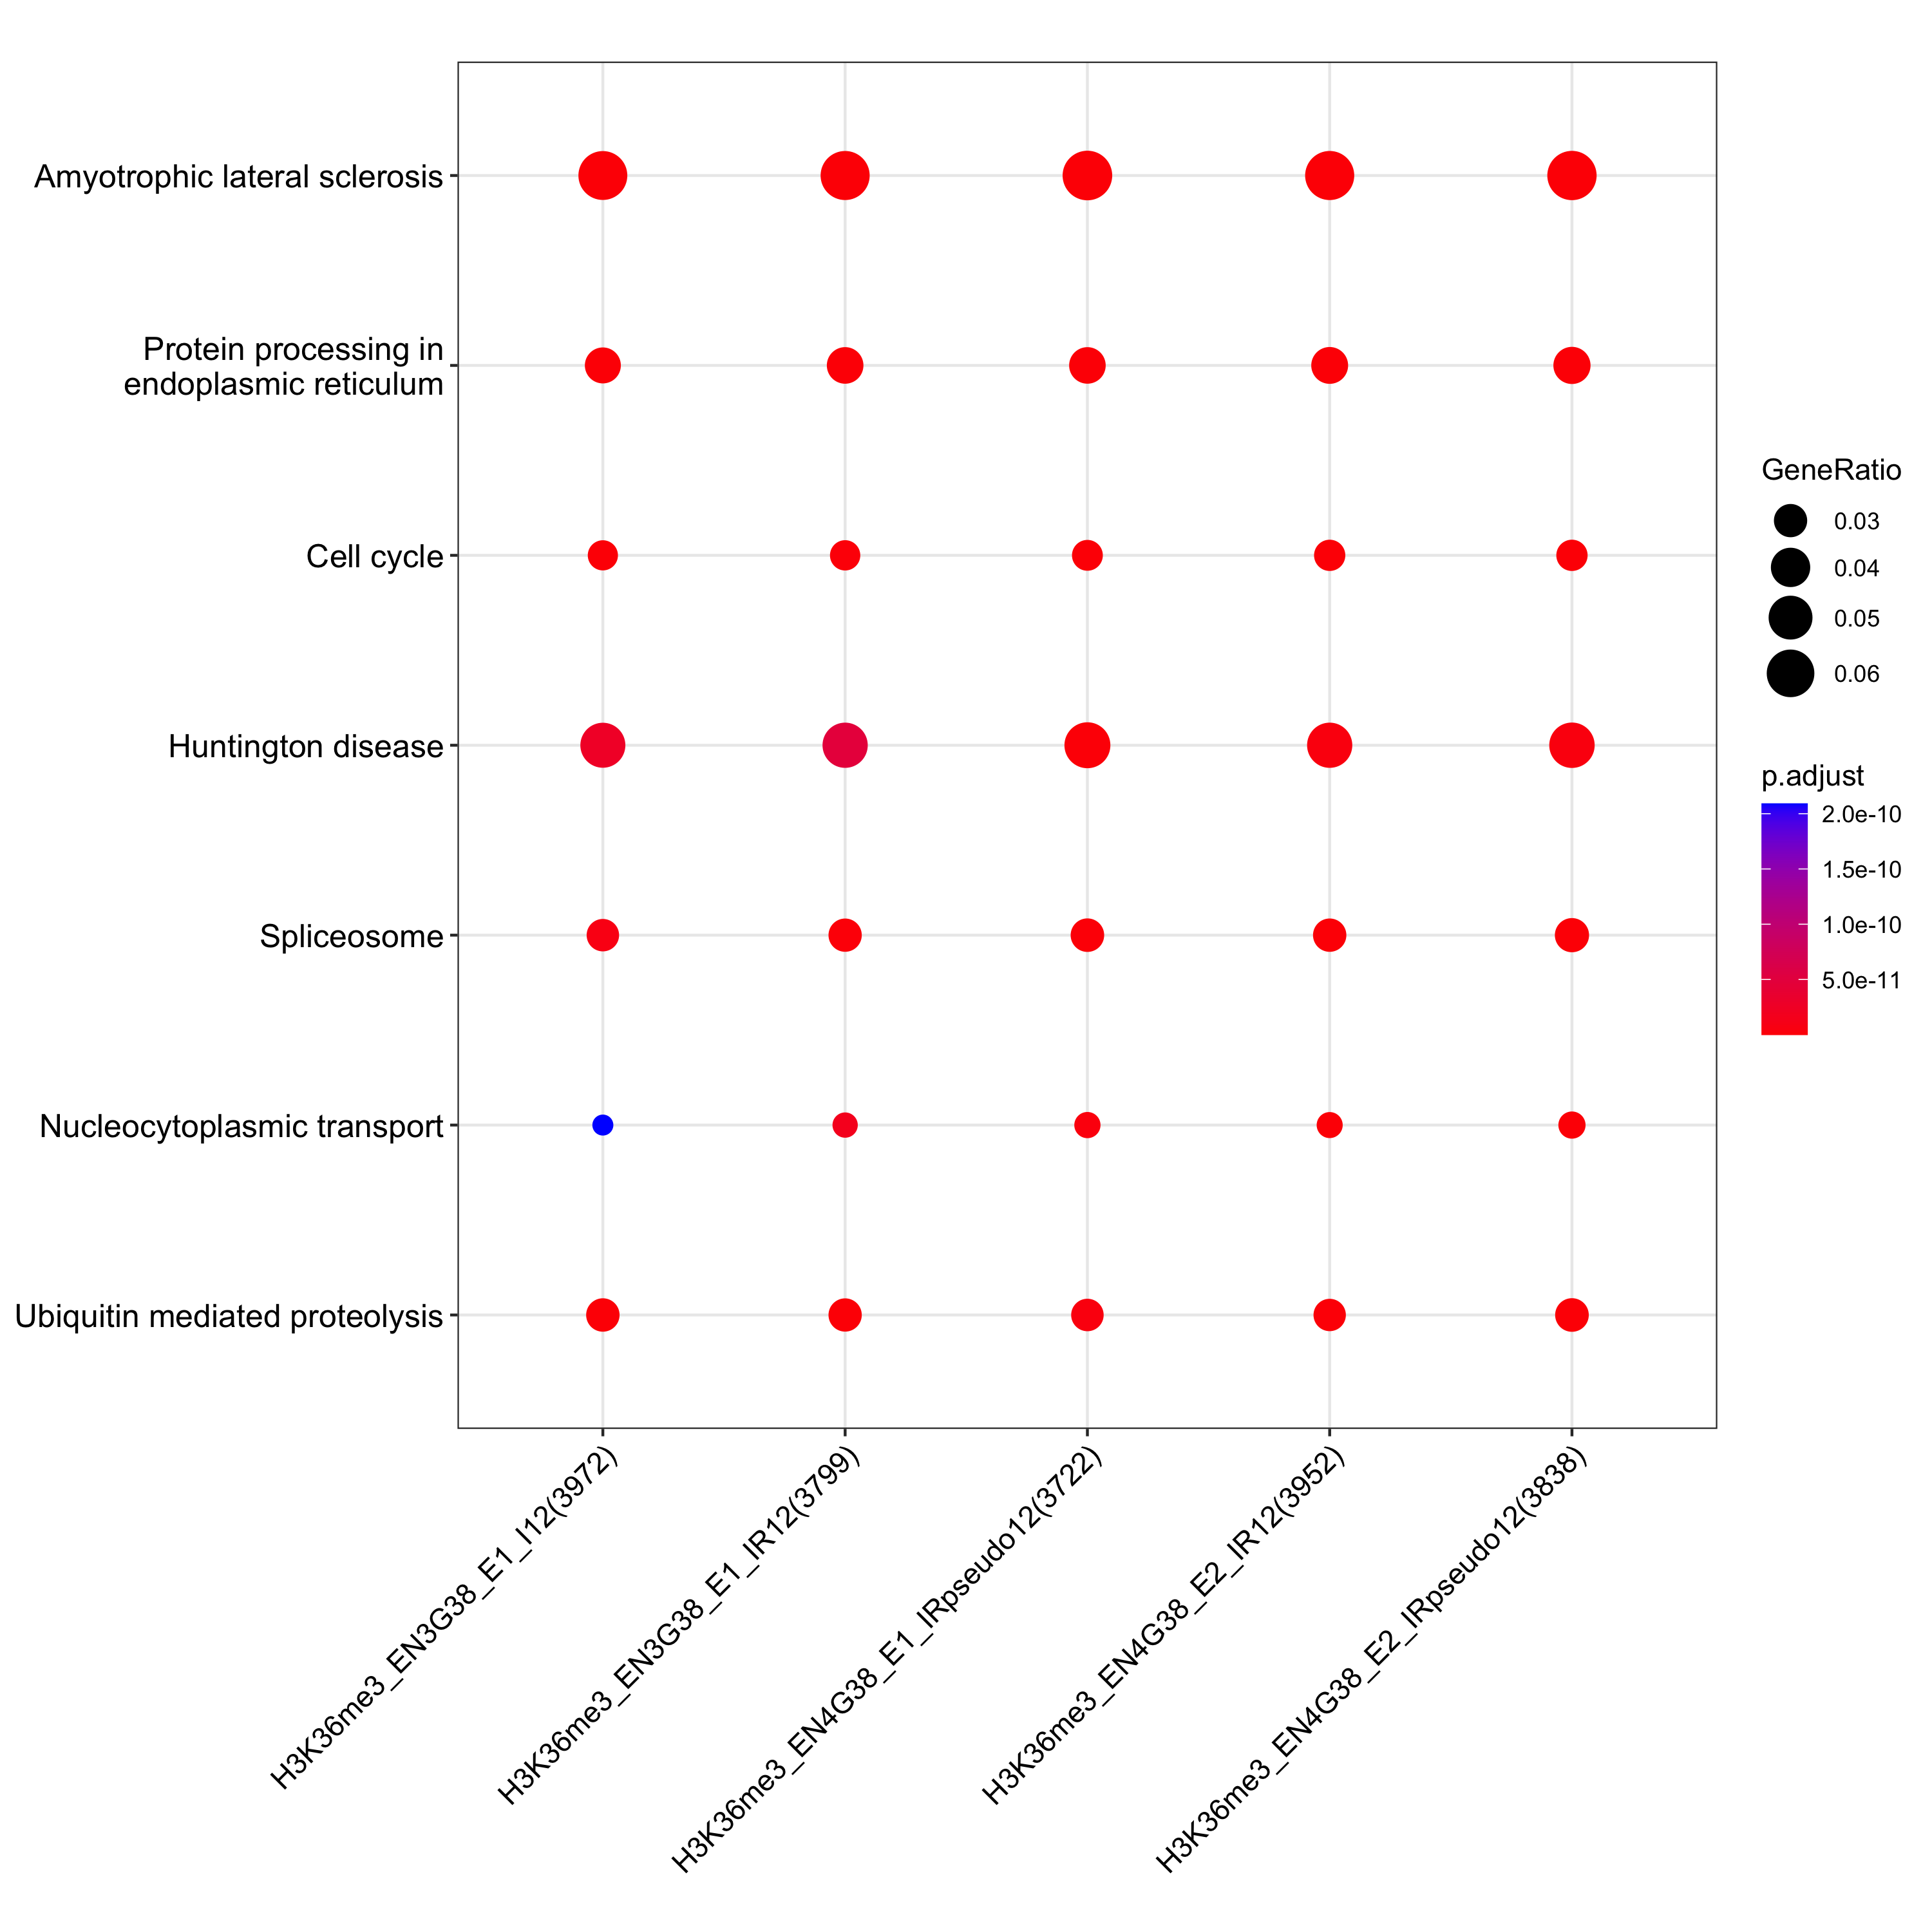 Amyotrophic lateral sclerosis
Protein processing in
endoplasmic reticulum
Cell cycle
Huntington disease
Spliceosome
Nucleocytoplasmic transport
Ubiquitin mediated proteolysis
H3K36me3_EN3G38_E1_I12(3972)
H3K36me3_EN3G38_E1_IR12(3799)
H3K36me3_EN4G38_E1_IRpseudo12(3722)
H3K36me3_EN4G38_E2_IR12(3952)
H3K36me3_EN4G38_E2_IRpseudo12(3838)
GeneRatio
0.03
0.04
0.05
0.06
p.adjust
2.0e-10
1.5e-10
1.0e-10
5.0e-11